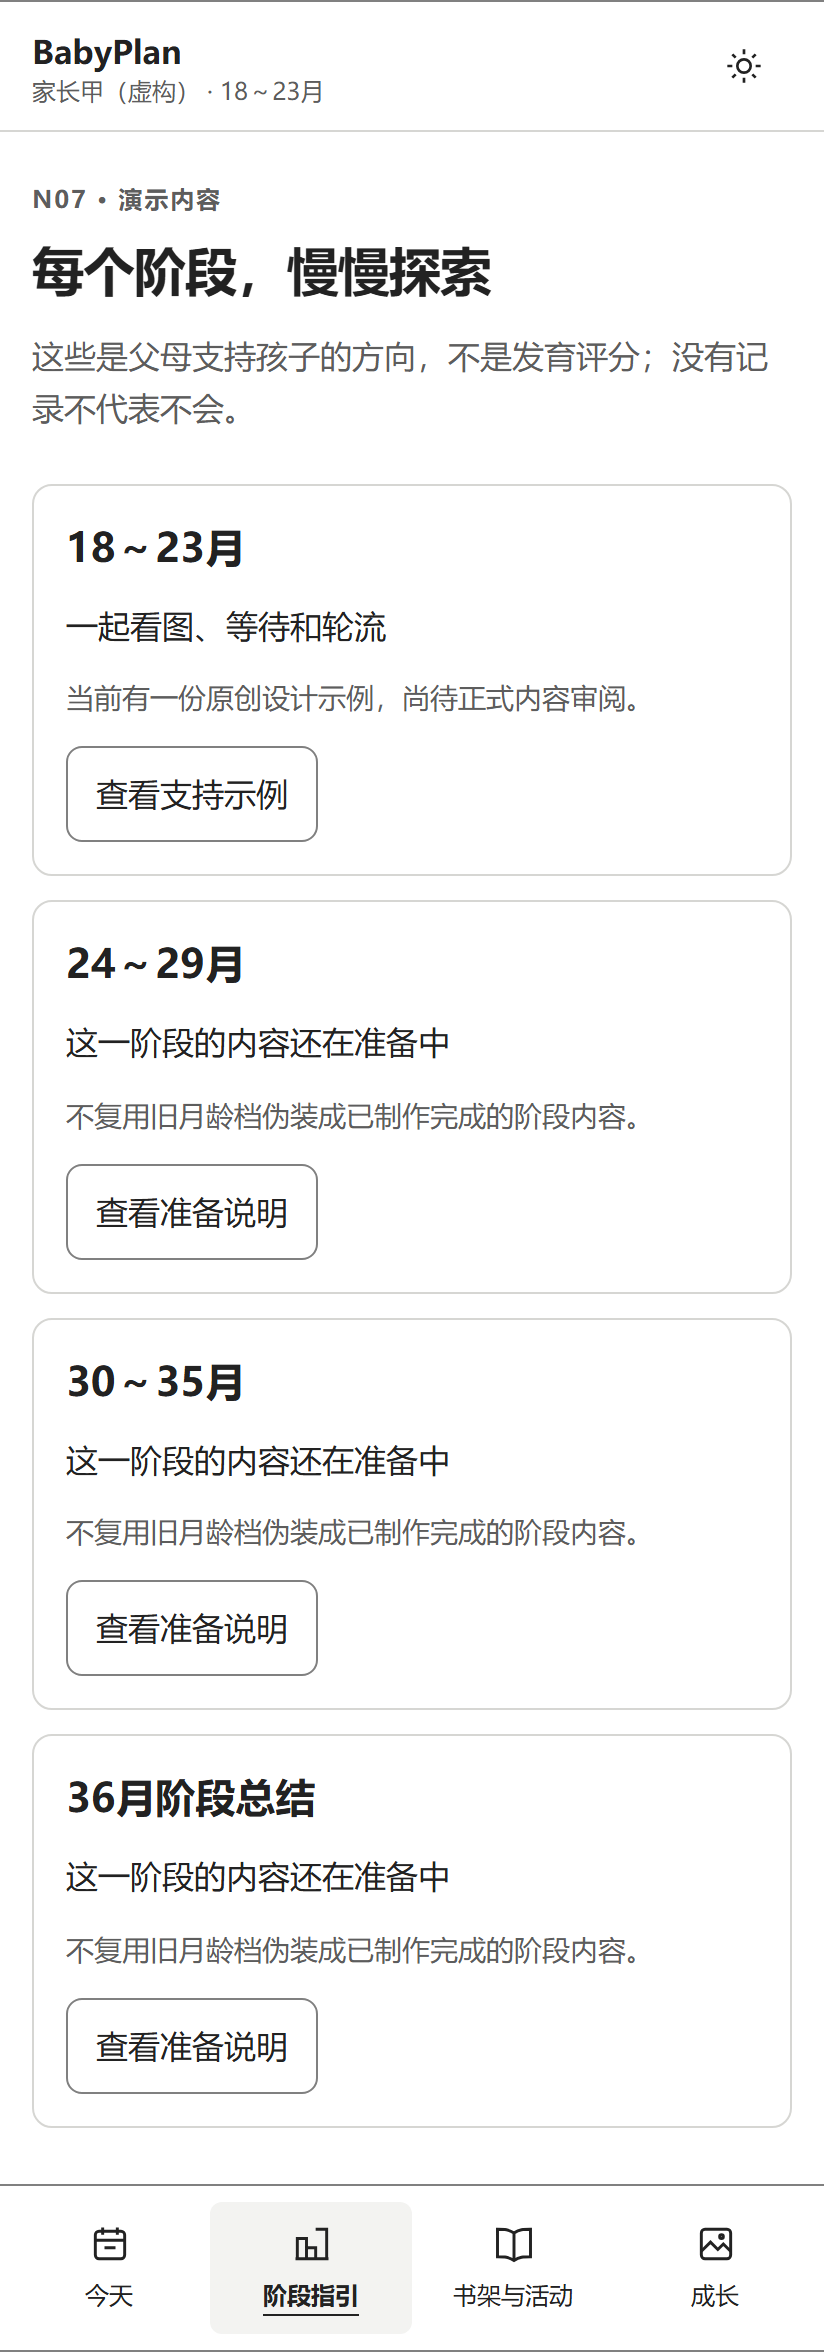 BabyPlan
家长甲（虚构） · 18～23月
N07 • 演示内容
每个阶段，慢慢探索
这些是父母支持孩子的方向，不是发育评分；没有记
录不代表不会。
18～23月
一起看图、等待和轮流
当前有一份原创设计示例，尚待正式内容审阅。
查看支持示例
24～29月
这一阶段的内容还在准备中
不复用旧月龄档伪装成已制作完成的阶段内容。
查看准备说明
30～35月
这一阶段的内容还在准备中
不复用旧月龄档伪装成已制作完成的阶段内容。
查看准备说明
36月阶段总结
这一阶段的内容还在准备中
不复用旧月龄档伪装成已制作完成的阶段内容。
查看准备说明
今天
阶段指引
书架与活动
成长